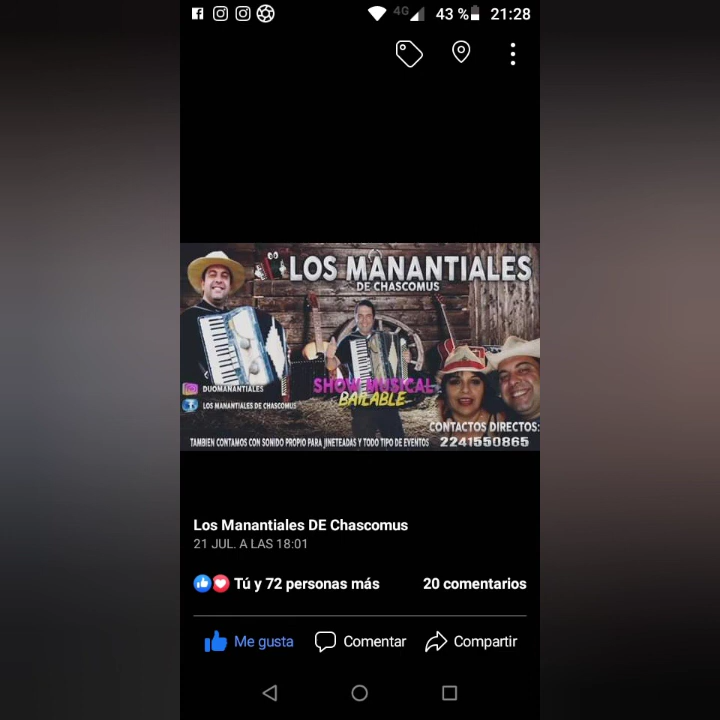 4G 43 % 21:28
LOS MANANTIALES
DE CHASCOMUS
SHOW MUSICAL
BAILABLE
DUOMANANTIALES
LOS MANANTIALES DE CHASCOMUS
CONTACTOS DIRECTOS:
2241550865
TAMBIEN CONTAMOS CON SONIDO PROPIO PARA JINETEADAS Y TODO TIPO DE EVENTOS
Los Manantiales DE Chascomus
21 JUL. A LAS 18:01
Tú y 72 personas más 20 comentarios
Me gusta Comentar Compartir